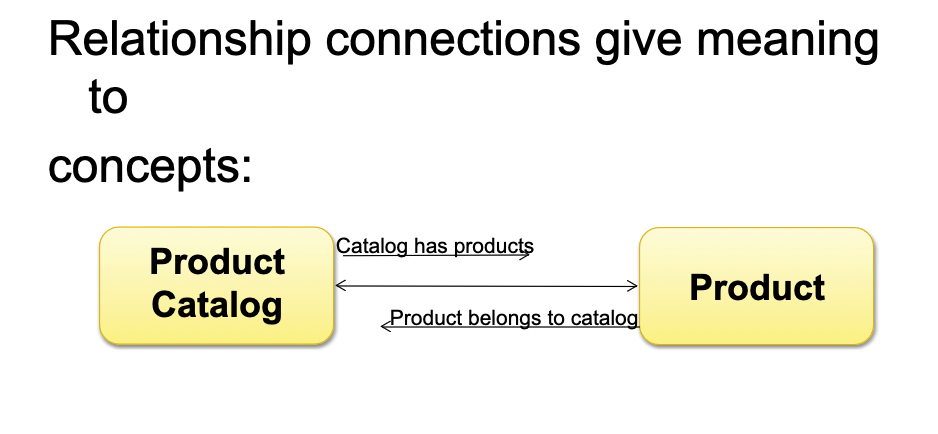 Relationship connections give meaning
to
concepts:
Product
Catalog
Catalog has products
Product belongs to catalog
Product